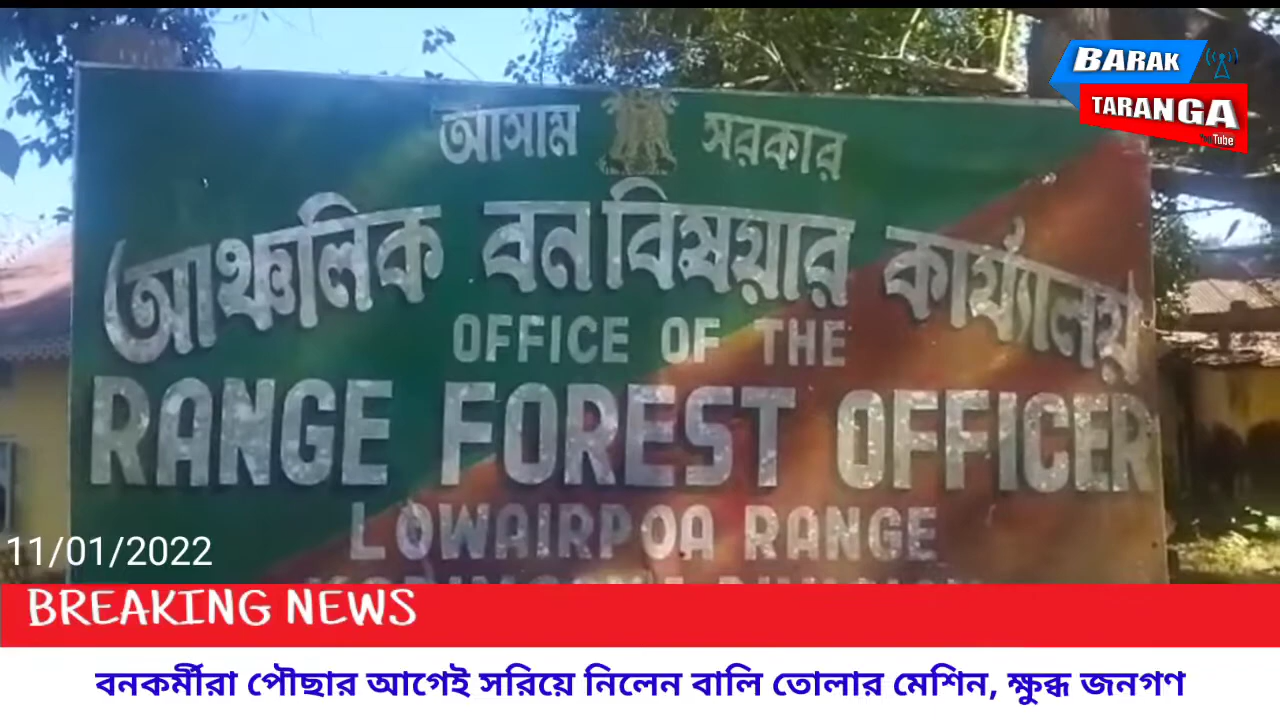 BARAK
TARANGA
YouTube
আসাম সরকার
আঞ্চলিক বনবিষয়ার কার্য্যালয়
OFFICE OF THE
RANGE FOREST OFFICER
LOWAIRPOA RANGE
11/01/2022
BREAKING NEWS
বনকর্মীরা পৌছার আগেই সরিয়ে নিলেন বালি তোলার মেশিন, ক্ষুব্ধ জনগণ